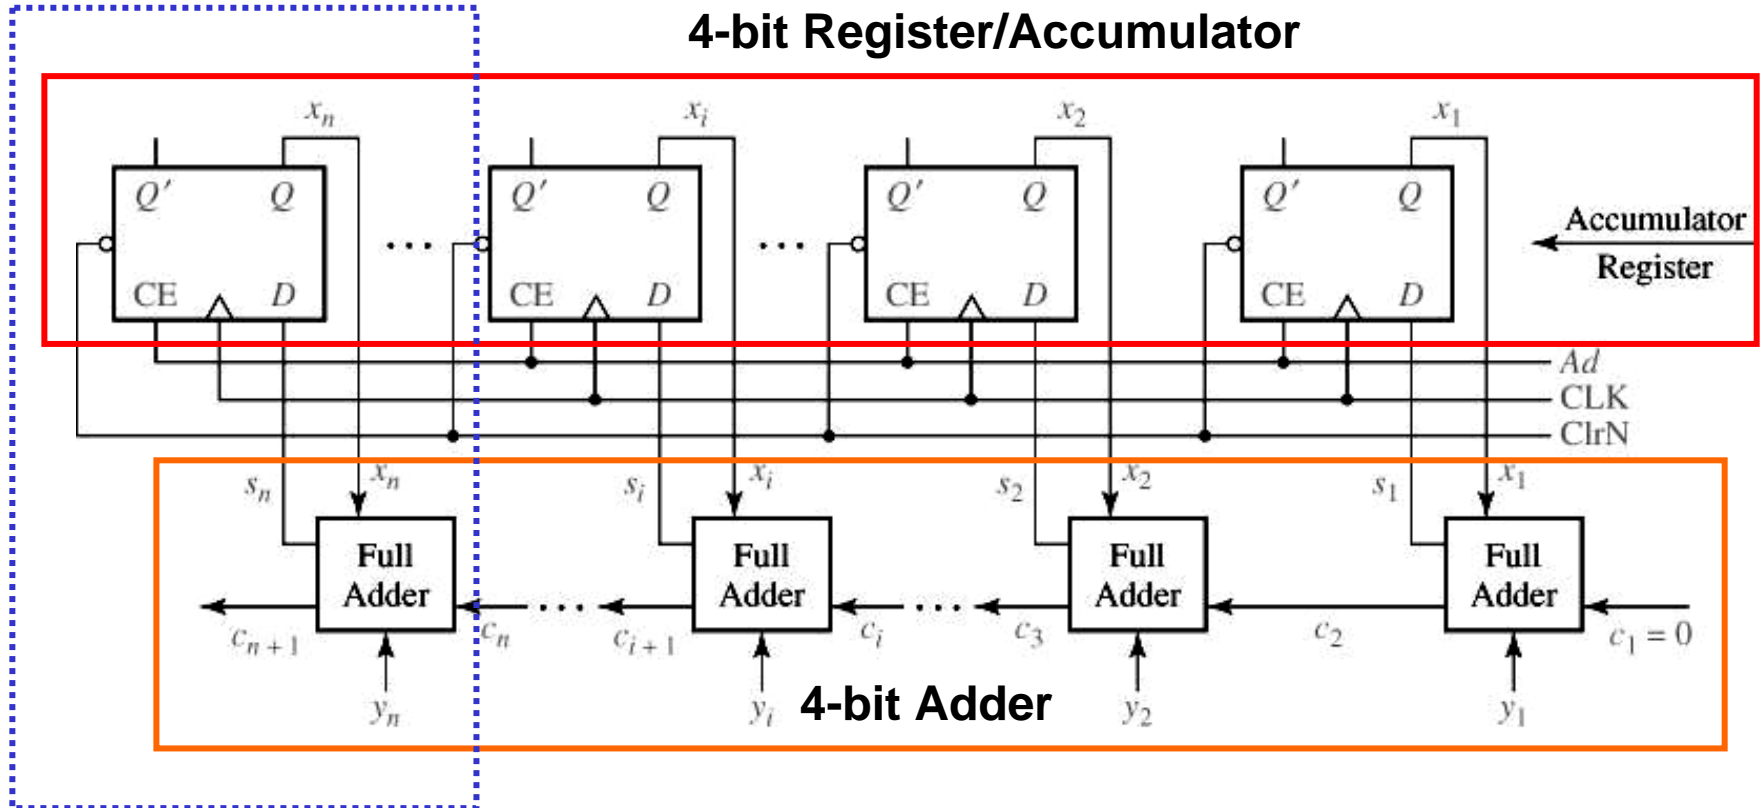 4-bit Register/Accumulator
xₙ xᵢ x₂ x₁
Q′ Q Q′ Q Q′ Q Q′ Q
Accumulator
Register
··· ···
CE D CE D CE D CE D
Ad
CLK
ClrN
sₙ xₙ sᵢ xᵢ s₂ x₂ s₁ x₁
Full Full Full Full
Adder Adder Adder Adder
··· ···
cₙ₊₁ cₙ cᵢ₊₁ cᵢ c₃ c₂ c₁ = 0
yₙ yᵢ 4-bit Adder y₂ y₁